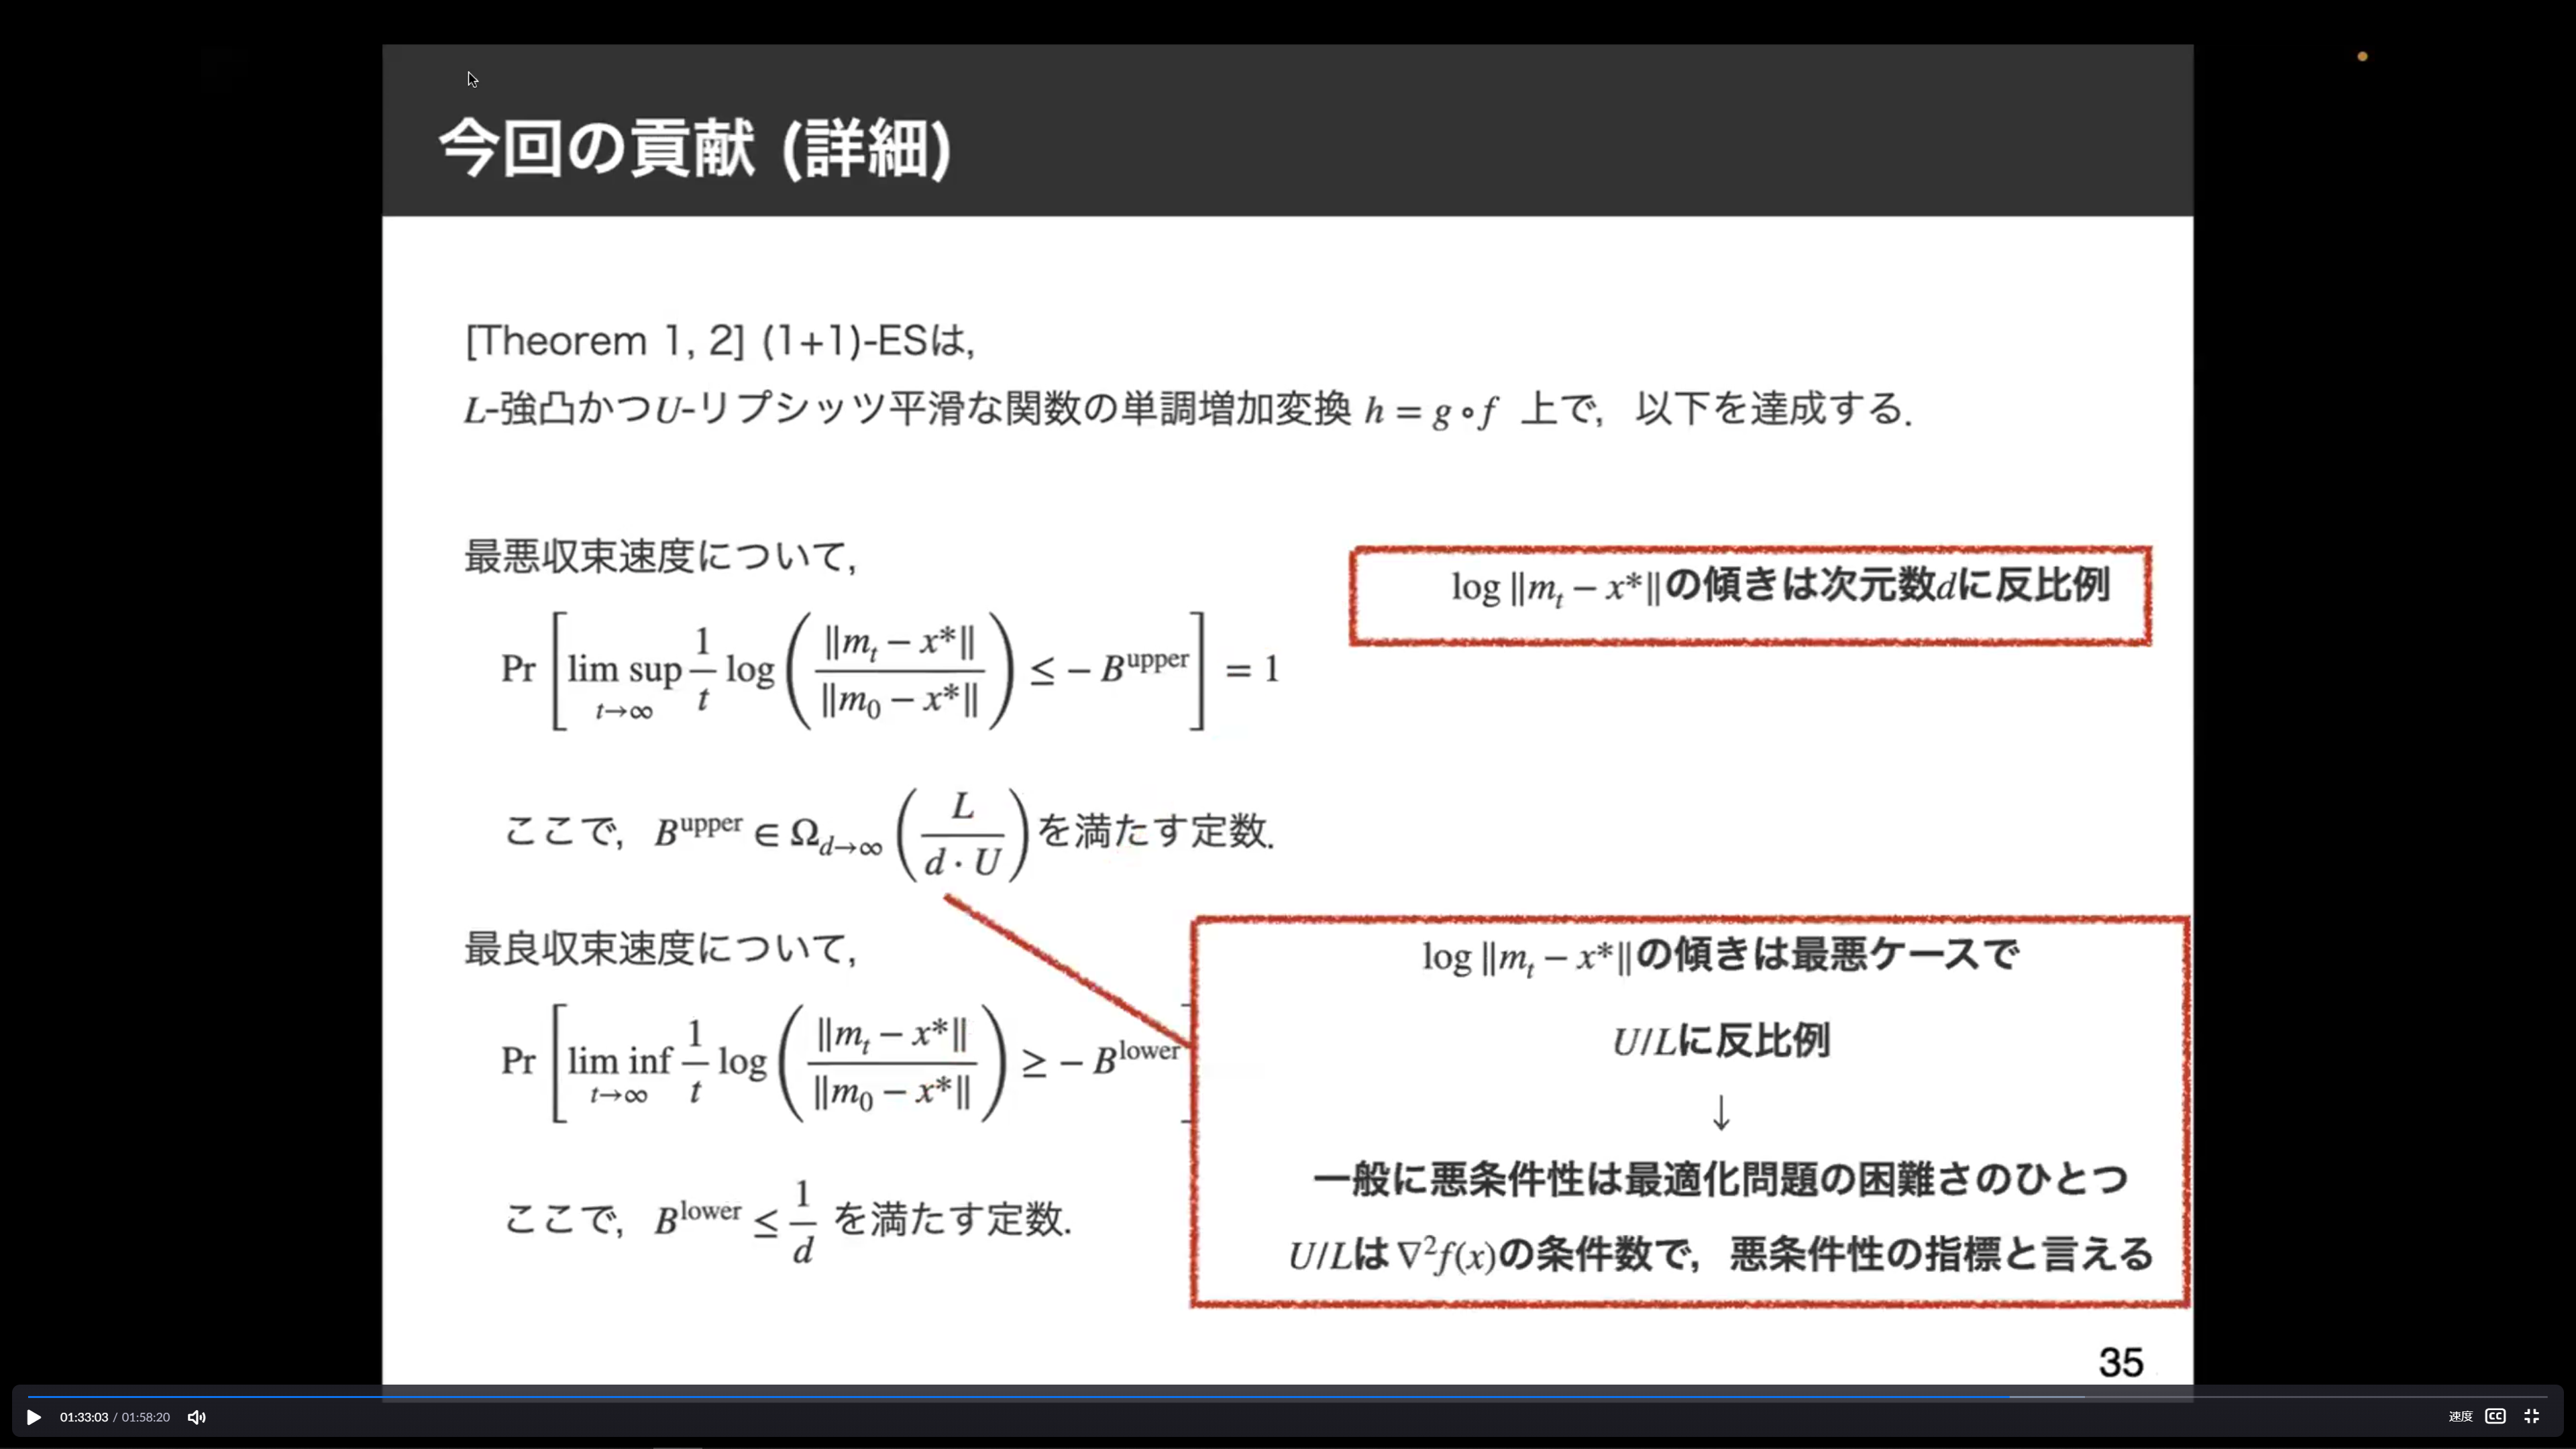 今回の貢献 (詳細)
[Theorem 1, 2] (1+1)-ESは,
L-強凸かつU-リプシッツ平滑な関数の単調増加変換 h = g∘f 上で, 以下を達成する.
最悪収束速度について,
Pr [ lim sup_{t→∞} 1/t log ( ‖m_t − x*‖ / ‖m_0 − x*‖ ) ≤ − B^upper ] = 1
log ‖m_t − x*‖の傾きは次元数dに反比例
ここで, B^upper ∈ Ω_{d→∞} ( L / d · U ) を満たす定数.
最良収束速度について,
Pr [ lim inf_{t→∞} 1/t log ( ‖m_t − x*‖ / ‖m_0 − x*‖ ) ≥ − B^lower ]
ここで, B^lower ≤ 1/d を満たす定数.
log ‖m_t − x*‖の傾きは最悪ケースで
U/Lに反比例
↓
一般に悪条件性は最適化問題の困難さのひとつ
U/Lは ∇²f(x)の条件数で, 悪条件性の指標と言える
35
01:33:03 / 01:58:20
速度
CC